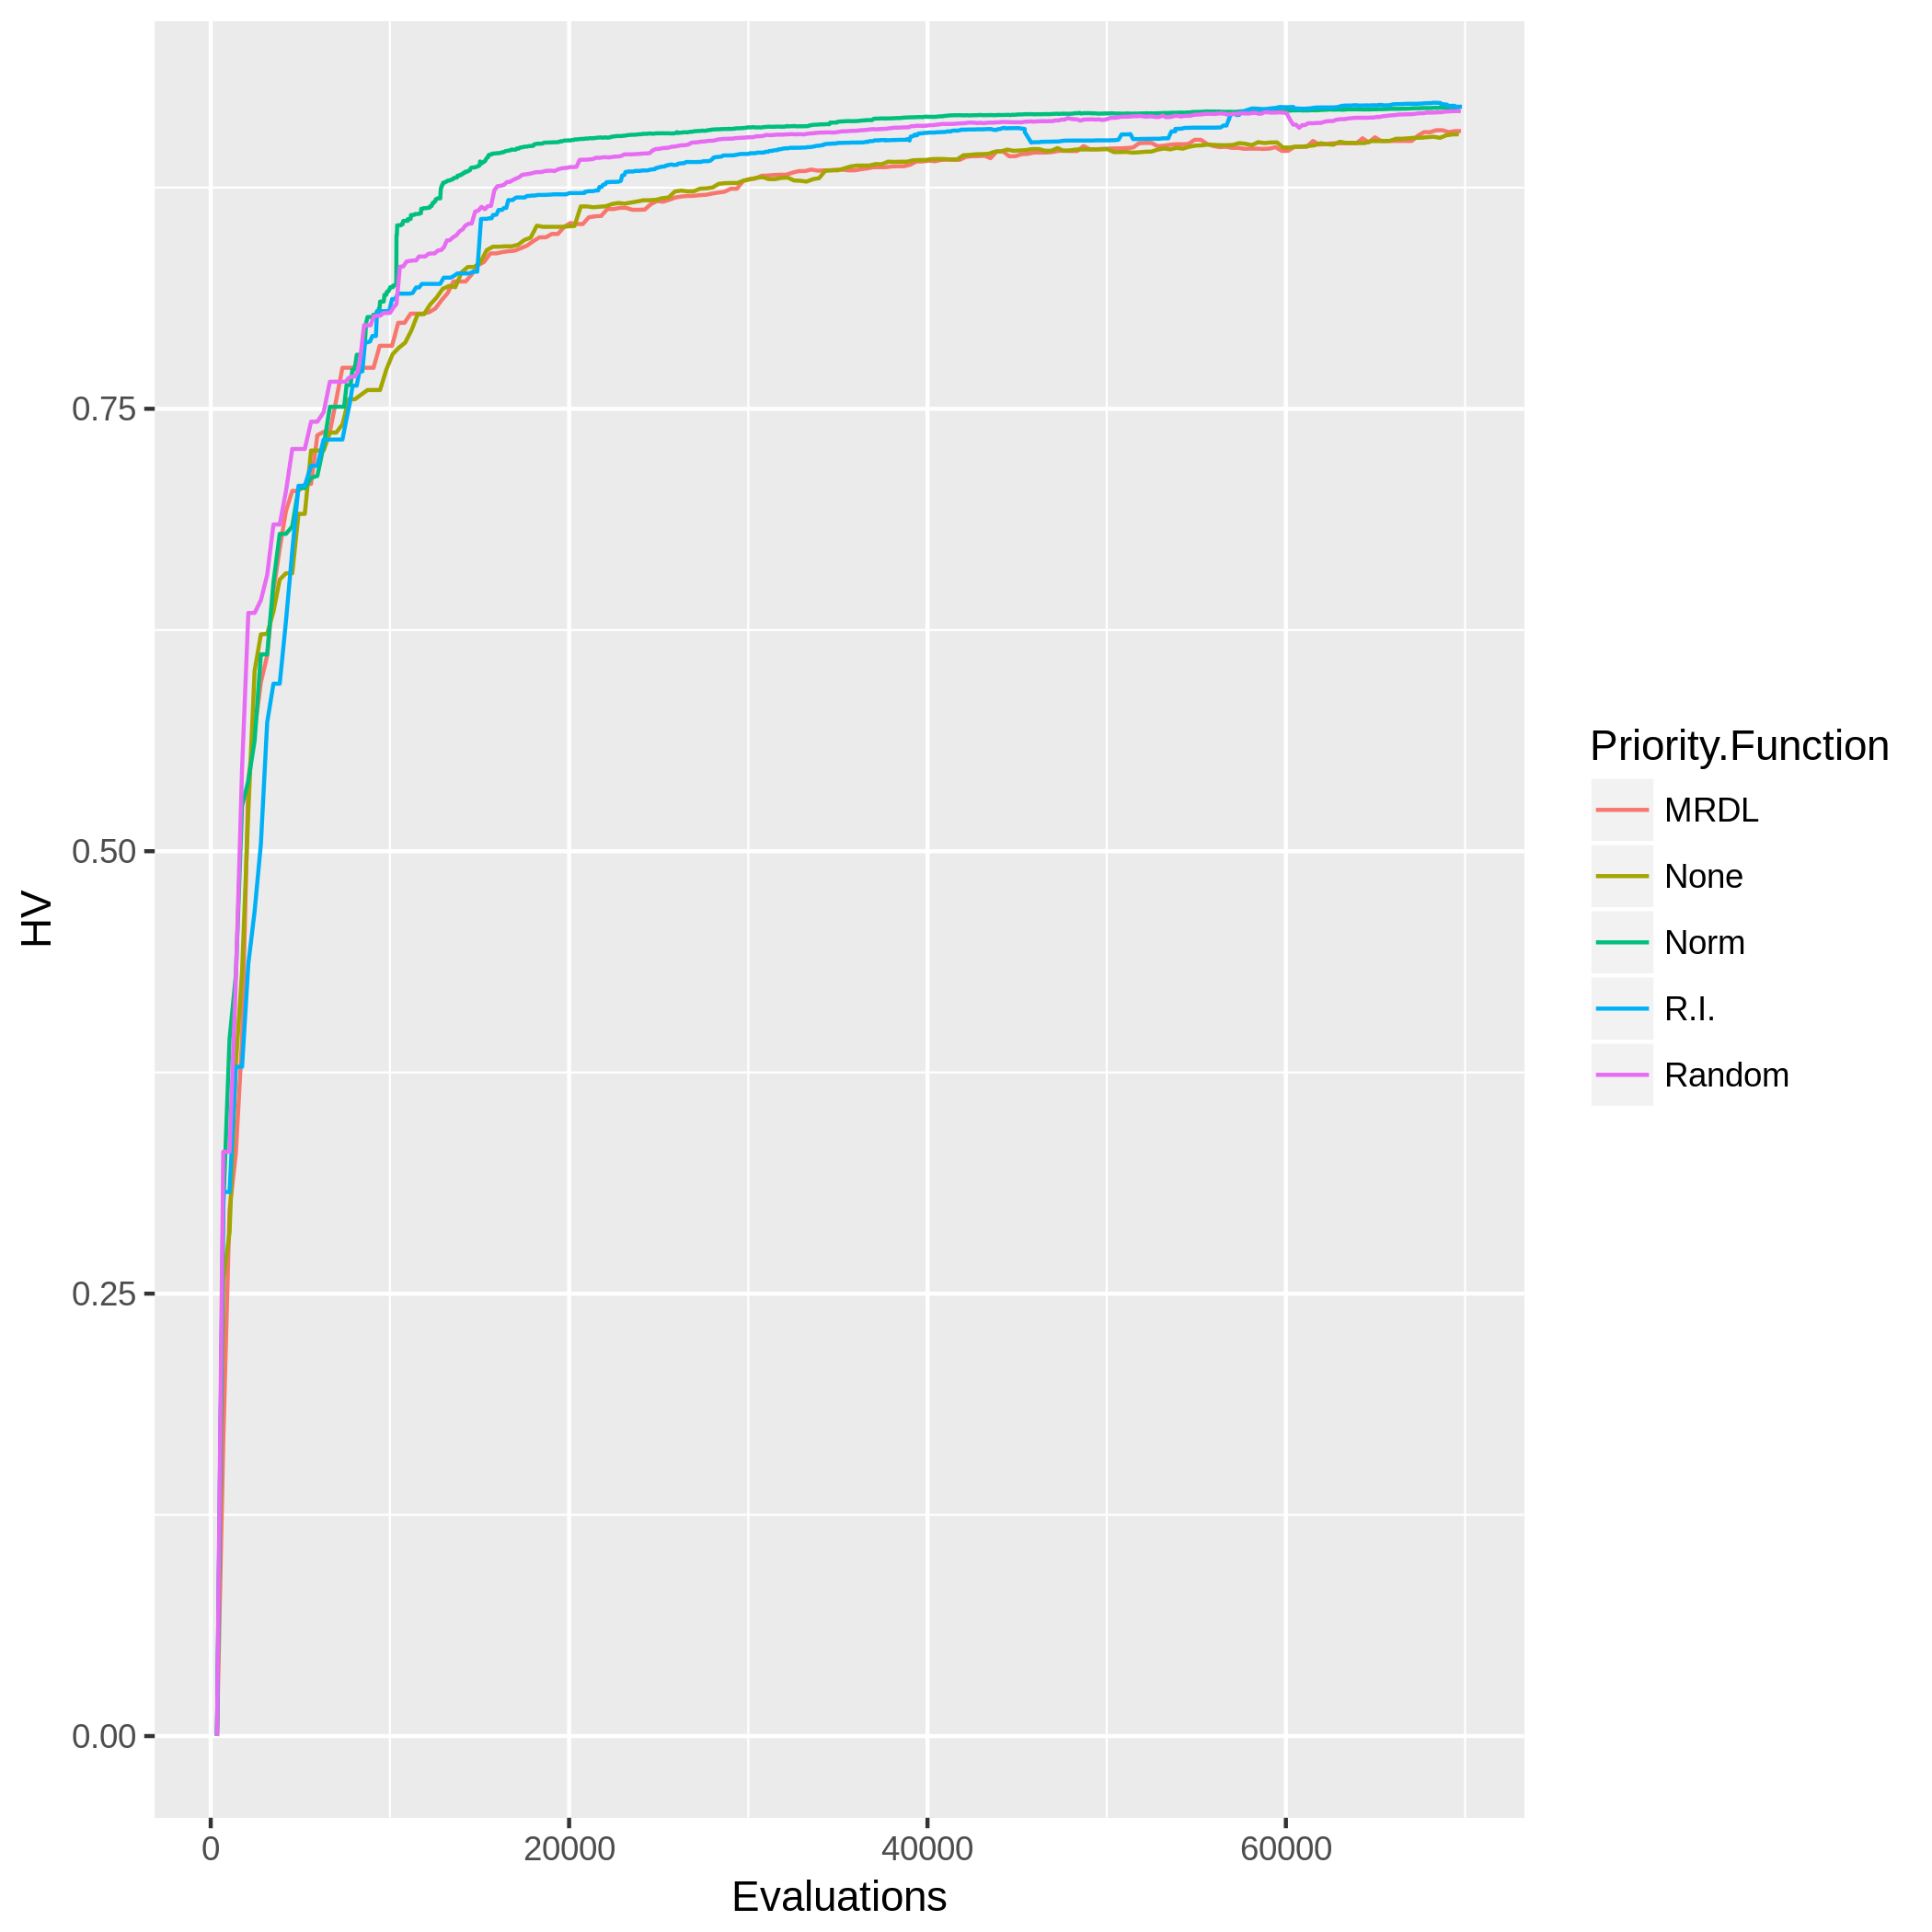 0.75
0.50
0.25
0.00
HV
0
20000
40000
60000
Evaluations
Priority.Function
MRDL
None
Norm
R.I.
Random